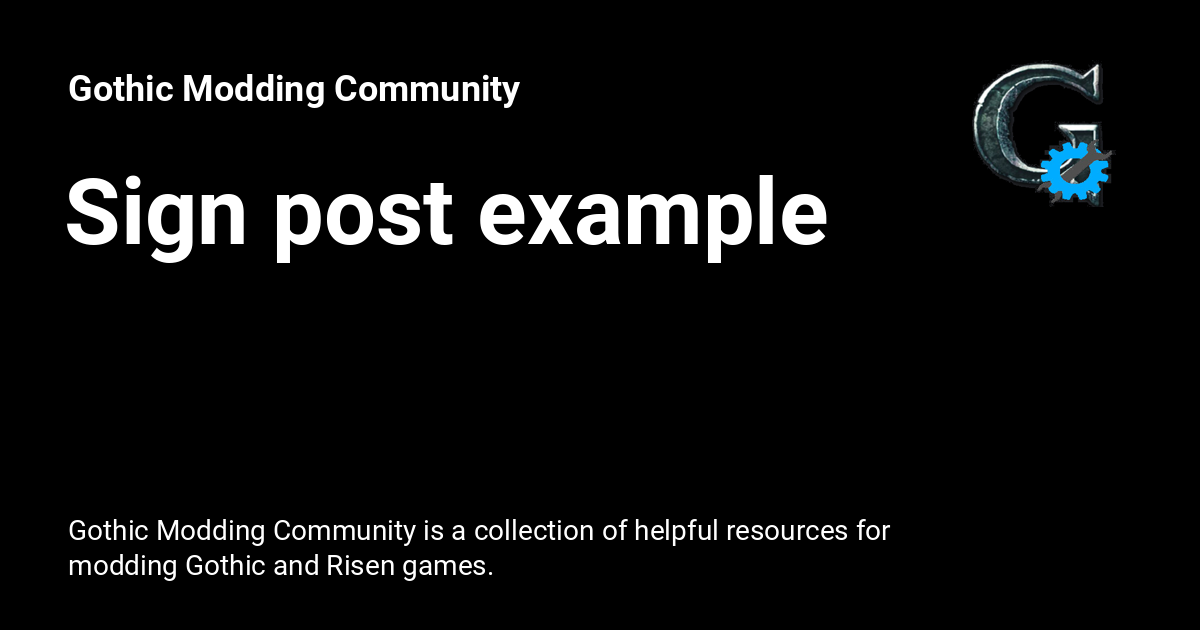 Gothic Modding Community
Sign post example
Gothic Modding Community is a collection of helpful resources for
modding Gothic and Risen games.